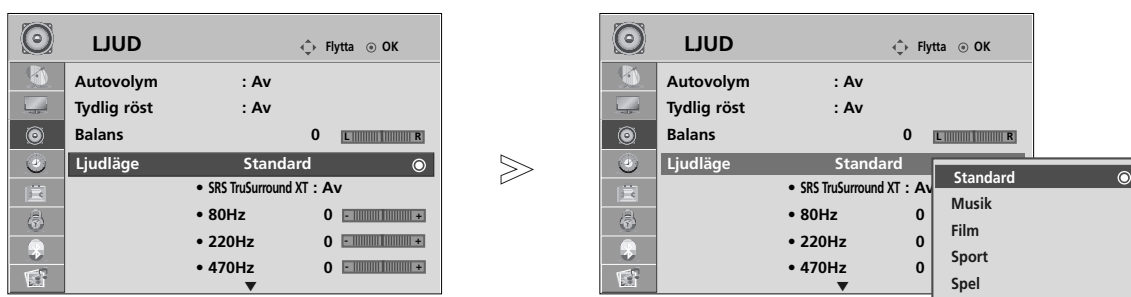 LJUD
Flytta OK
Autovolym : Av
Tydlig röst : Av
Balans 0 L R
Ljudläge Standard
• SRS TruSurround XT : Av
• 80Hz 0 - +
• 220Hz 0 - +
• 470Hz 0 - +
LJUD
Flytta OK
Autovolym : Av
Tydlig röst : Av
Balans 0 L R
Ljudläge Standard
• SRS TruSurround XT : Av
• 80Hz 0
• 220Hz 0
• 470Hz 0
Standard
Musik
Film
Sport
Spel